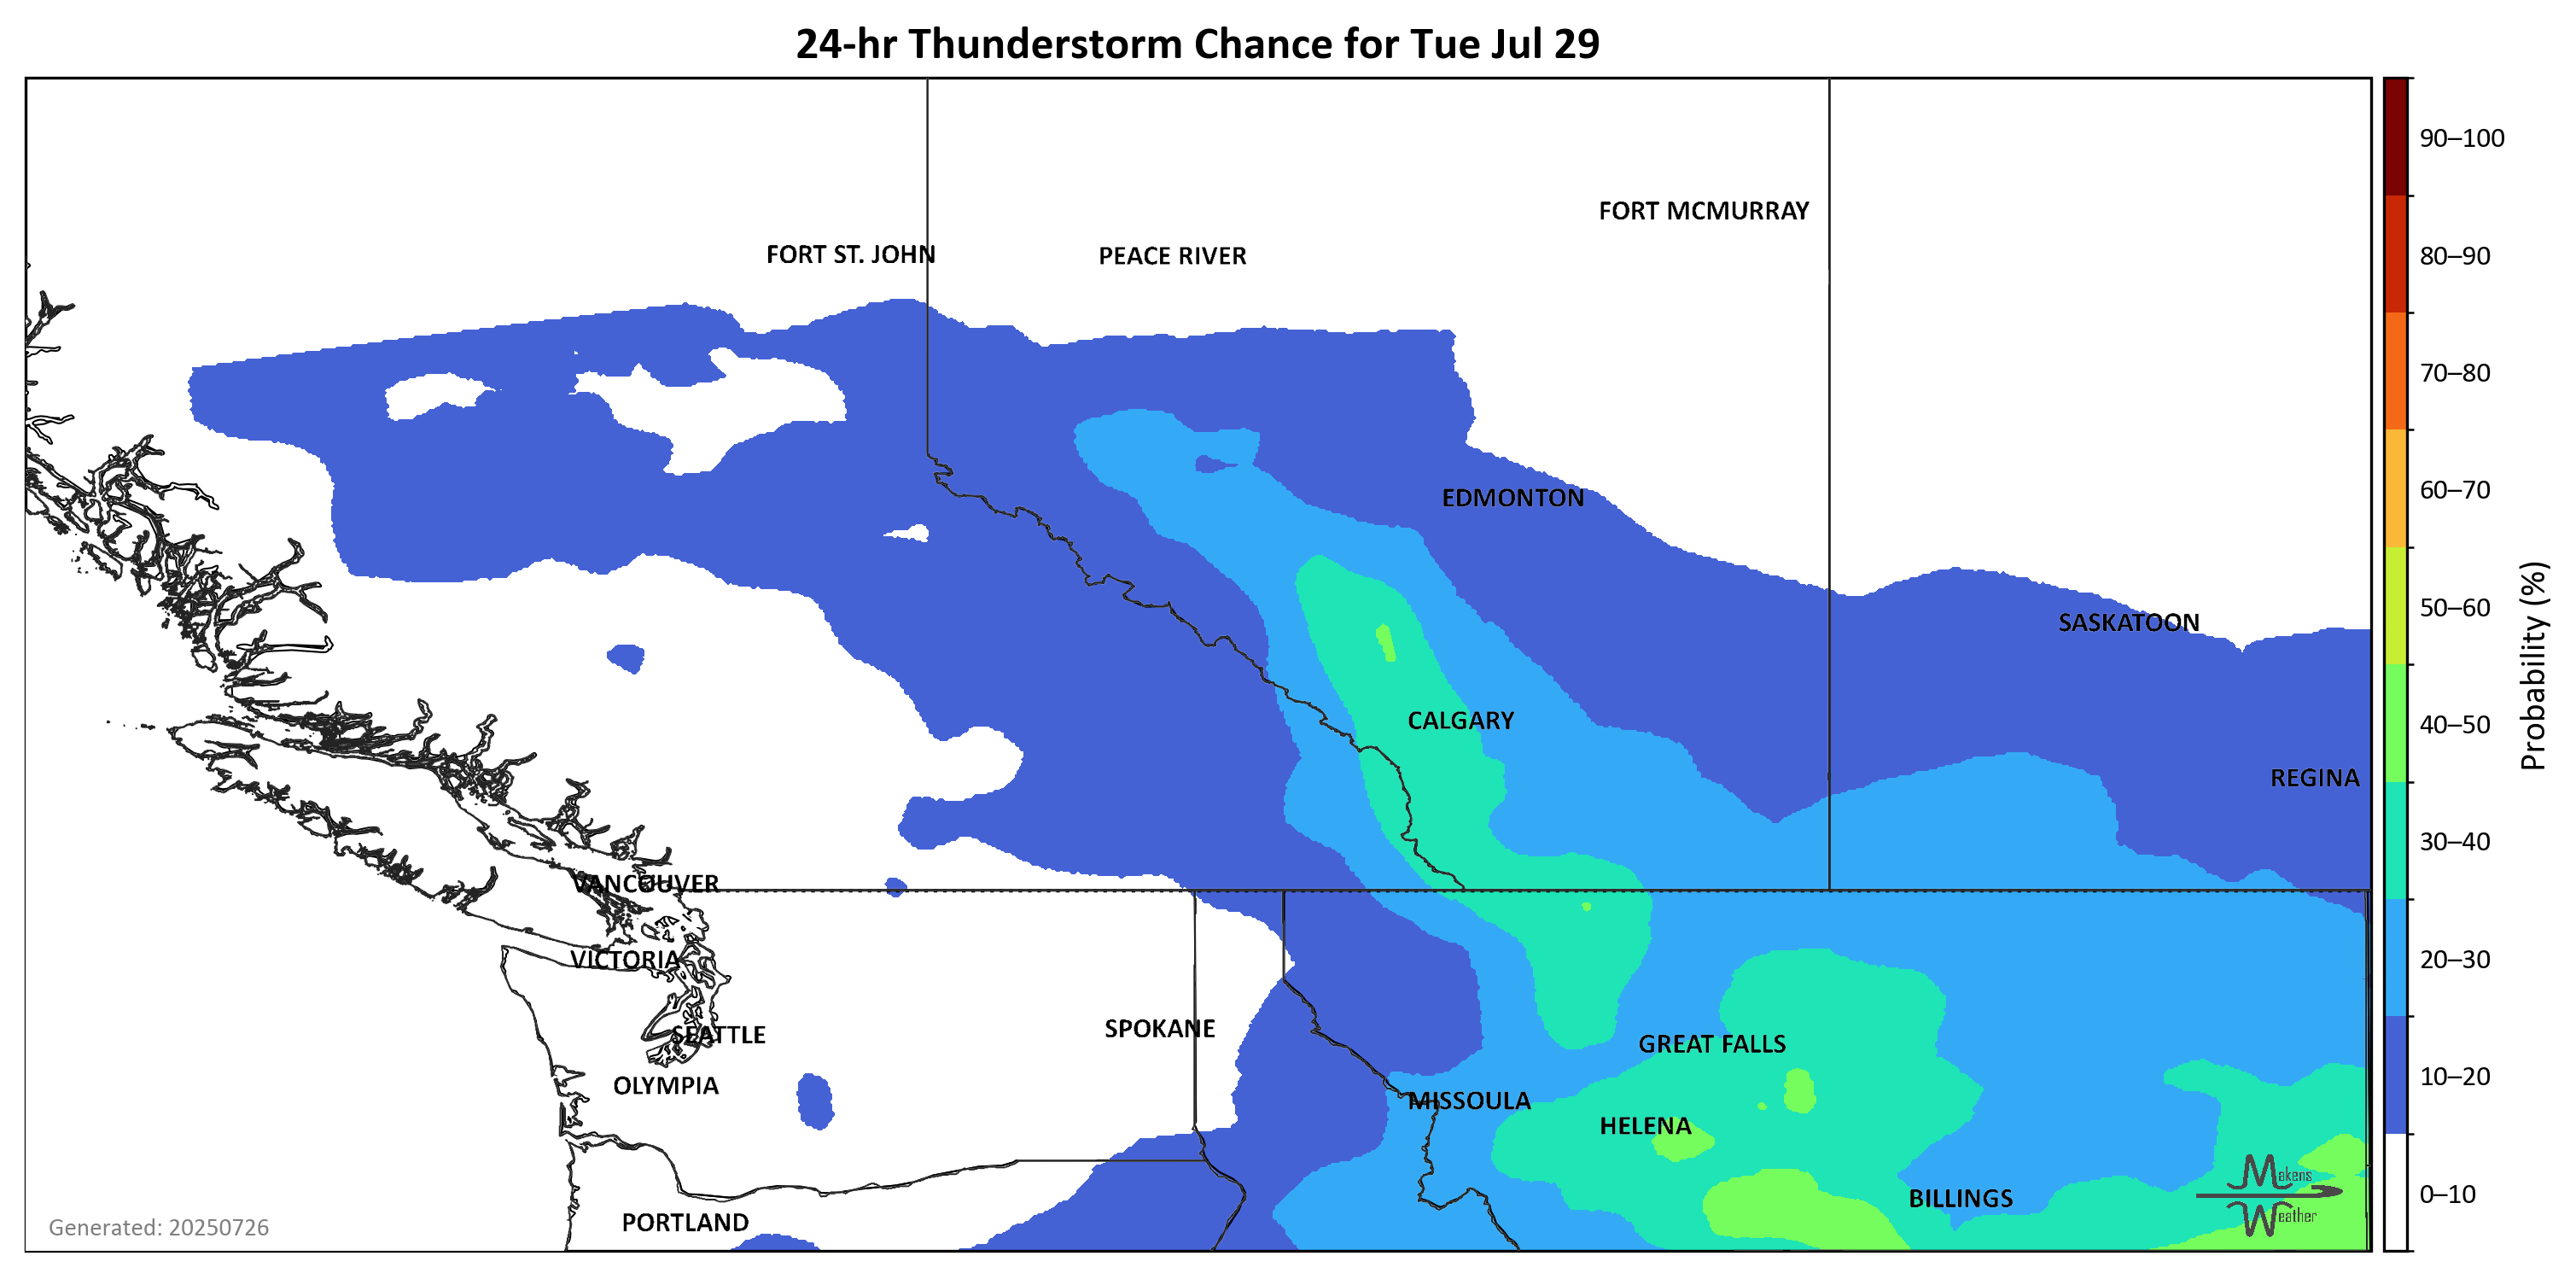 24-hr Thunderstorm Chance for Tue Jul 29
90–100
FORT MCMURRAY
FORT ST. JOHN
PEACE RIVER
80–90
70–80
60–70
EDMONTON
50–60
SASKATOON
CALGARY
40–50
Probability (%)
REGINA
30–40
VANCOUVER
VICTORIA
20–30
SPOKANE
SEATTLE
GREAT FALLS
10–20
OLYMPIA
MISSOULA
HELENA
Makens
Weather
0–10
BILLINGS
PORTLAND
Generated: 20250726